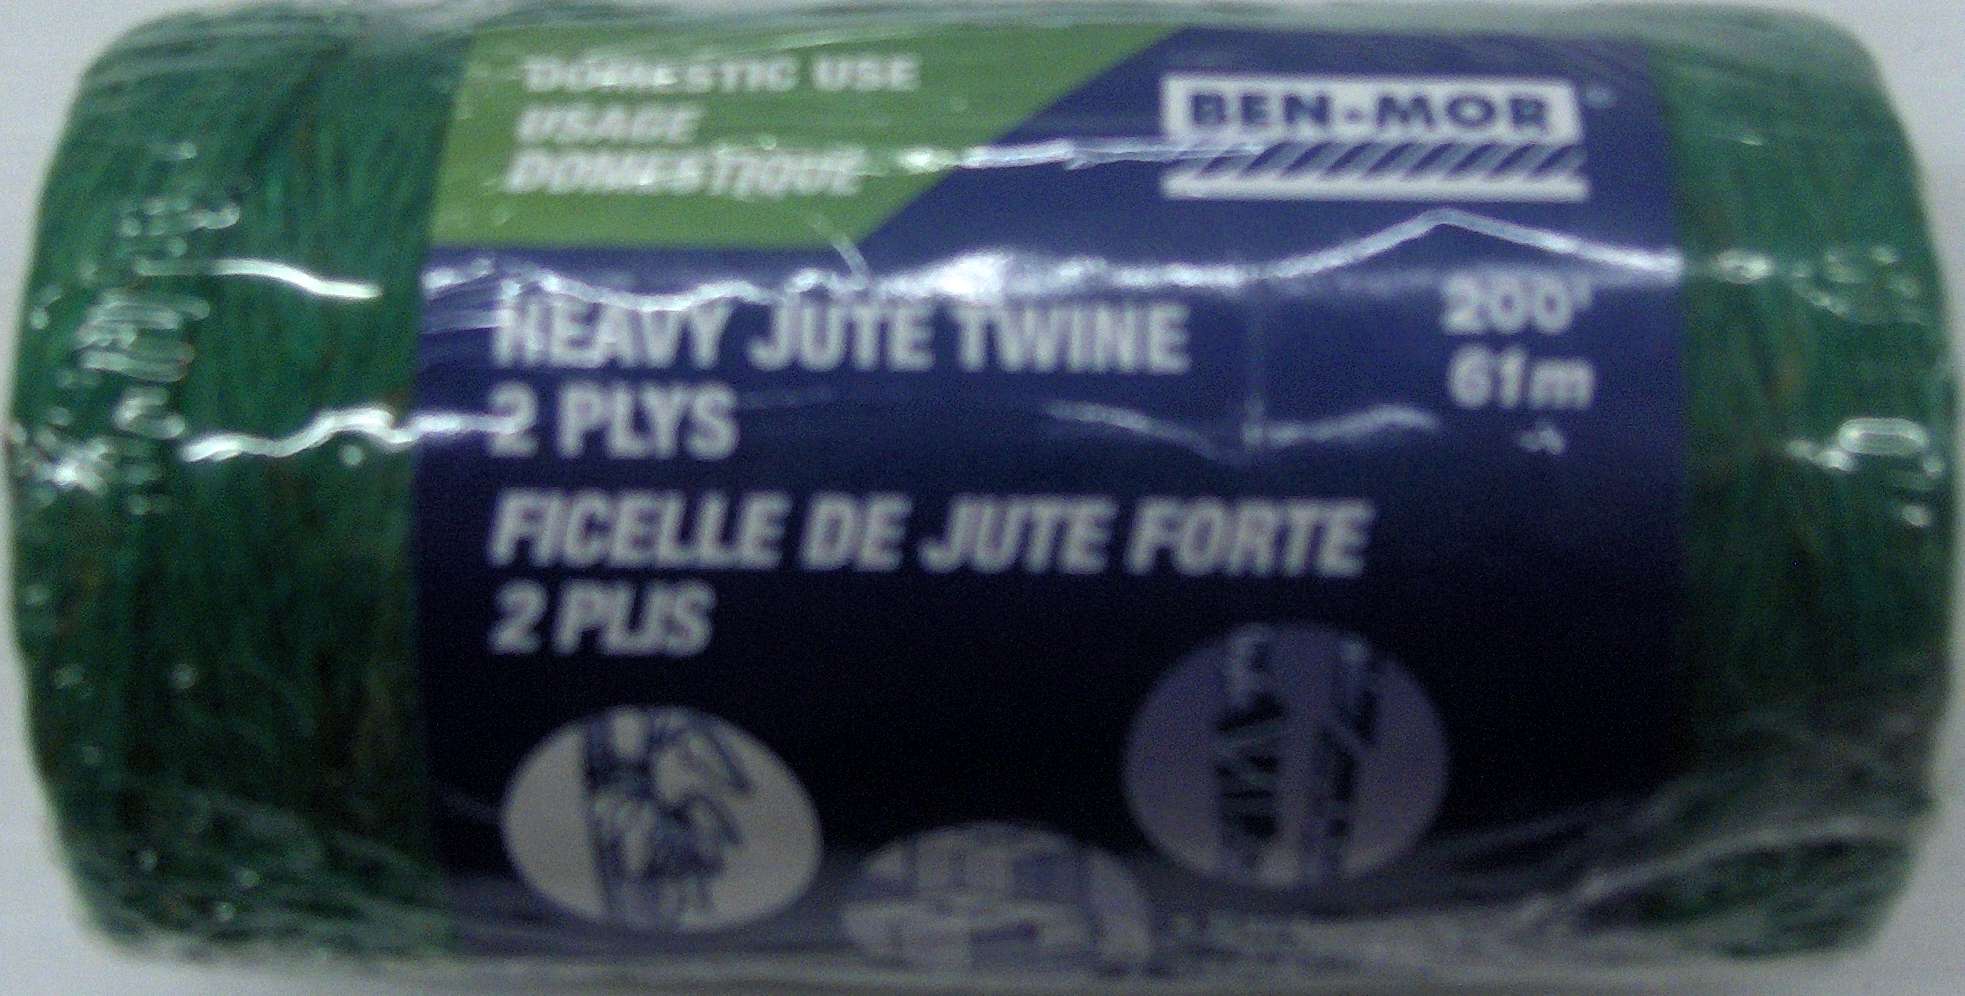 DOMESTIC USE
USAGE
DOMESTIQUE
BEN-MOR
HEAVY JUTE TWINE
2 PLYS
200'
61m
FICELLE DE JUTE FORTE
2 PLIS